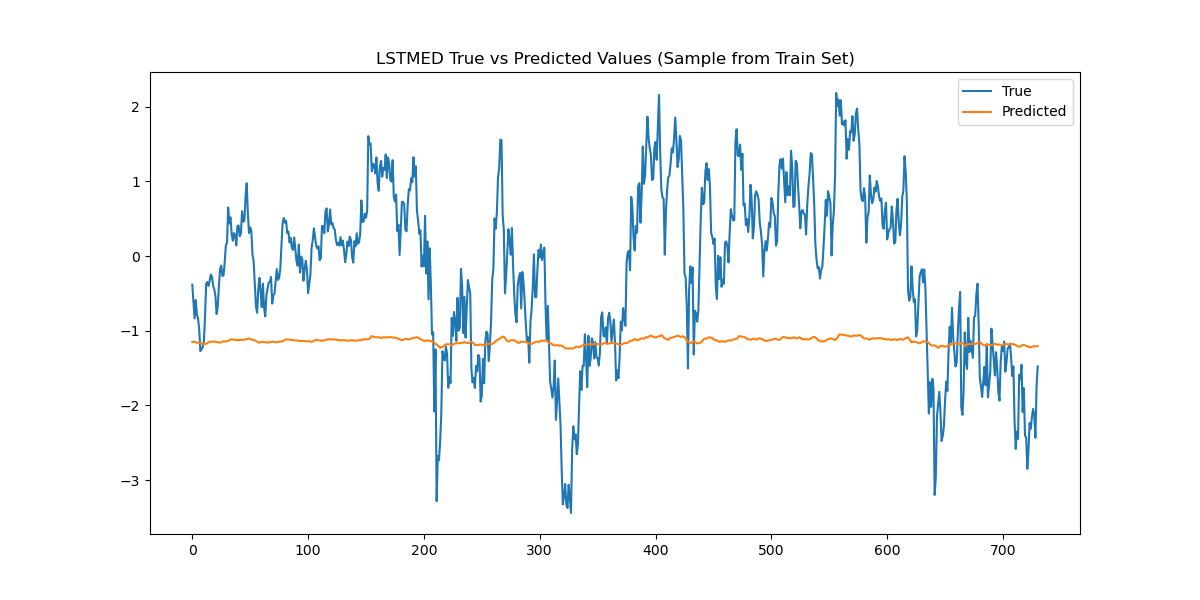 LSTMED True vs Predicted Values (Sample from Train Set)
True
Predicted
2
1
0
−1
−2
−3
0 100 200 300 400 500 600 700